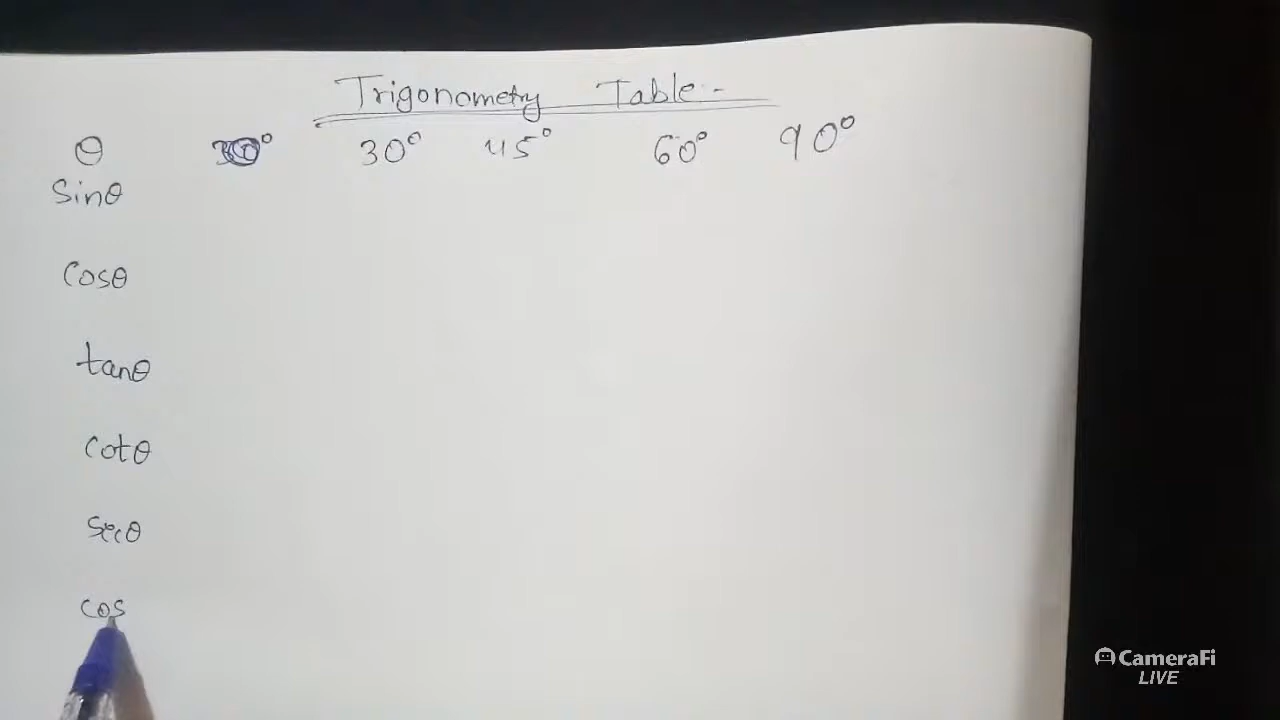 Trigonometry Table:-
θ 0° 30° 45° 60° 90°
Sinθ
Cosθ
tanθ
Cotθ
Secθ
Cos
CameraFi
LIVE